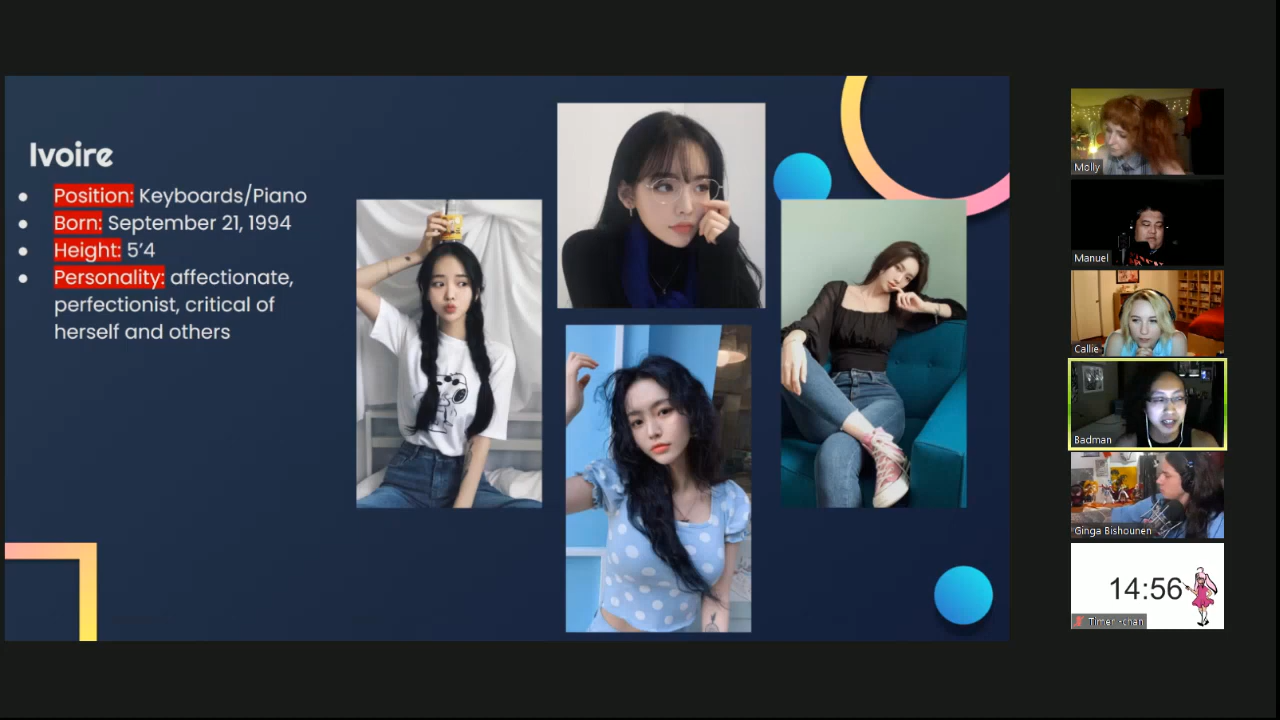 Ivoire
Position: Keyboards/Piano
Born: September 21, 1994
Height: 5’4
Personality: affectionate,
perfectionist, critical of
herself and others
Molly
Manuel
Callie
Badman
Ginga Bishounen
14:56
Timer -chan